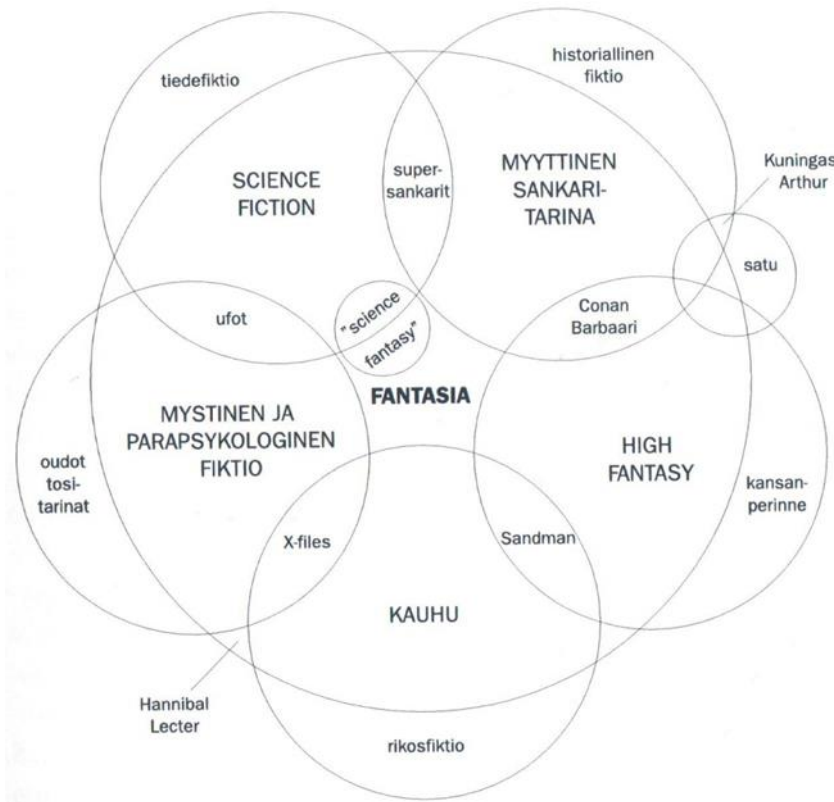 tiedefiktio
historiallinen
fiktio
SCIENCE
FICTION
super-
sankarit
MYYTTINEN
SANKARI-
TARINA
Kuningas
Arthur
satu
ufot
"science
fantasy"
Conan
Barbaari
FANTASIA
MYSTINEN JA
PARAPSYKOLOGINEN
FIKTIO
oudot
tosi-
tarinat
HIGH
FANTASY
kansan-
perinne
X-files
Sandman
KAUHU
Hannibal
Lecter
rikosfiktio